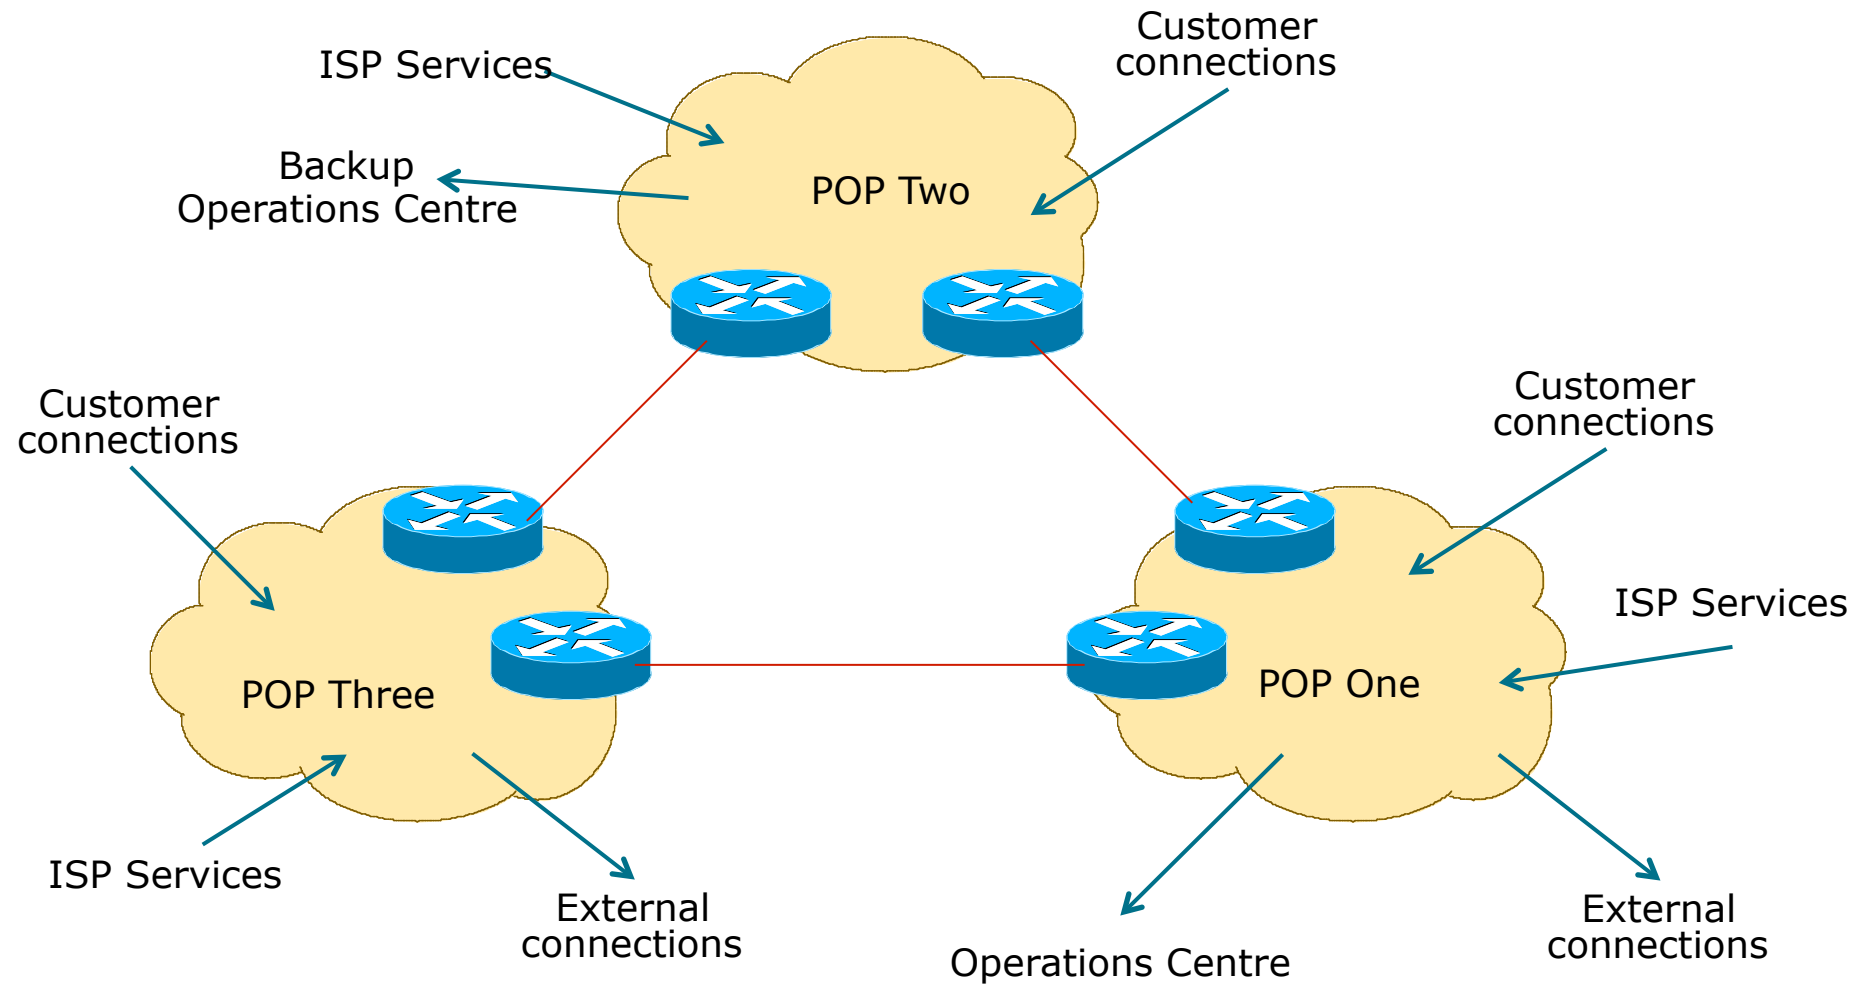 Customer
connections
ISP Services
Backup
Operations Centre
POP Two
Customer
connections
Customer
connections
ISP Services
POP Three
POP One
ISP Services
External
connections
Operations Centre
External
connections